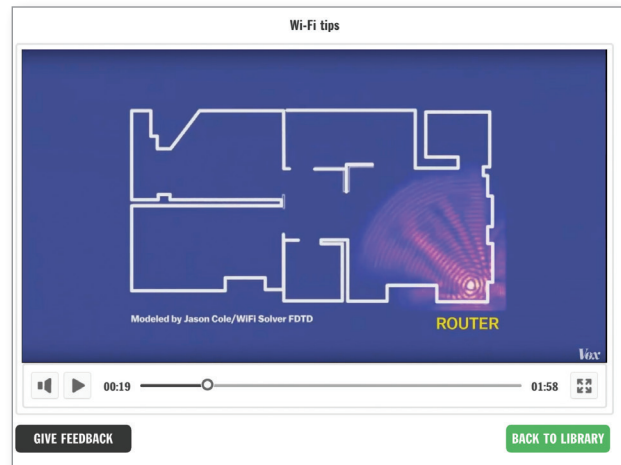 Wi-Fi tips
Modeled by Jason Cole/WiFi Solver FDTD
ROUTER
Vox
00:19
01:58
GIVE FEEDBACK
BACK TO LIBRARY